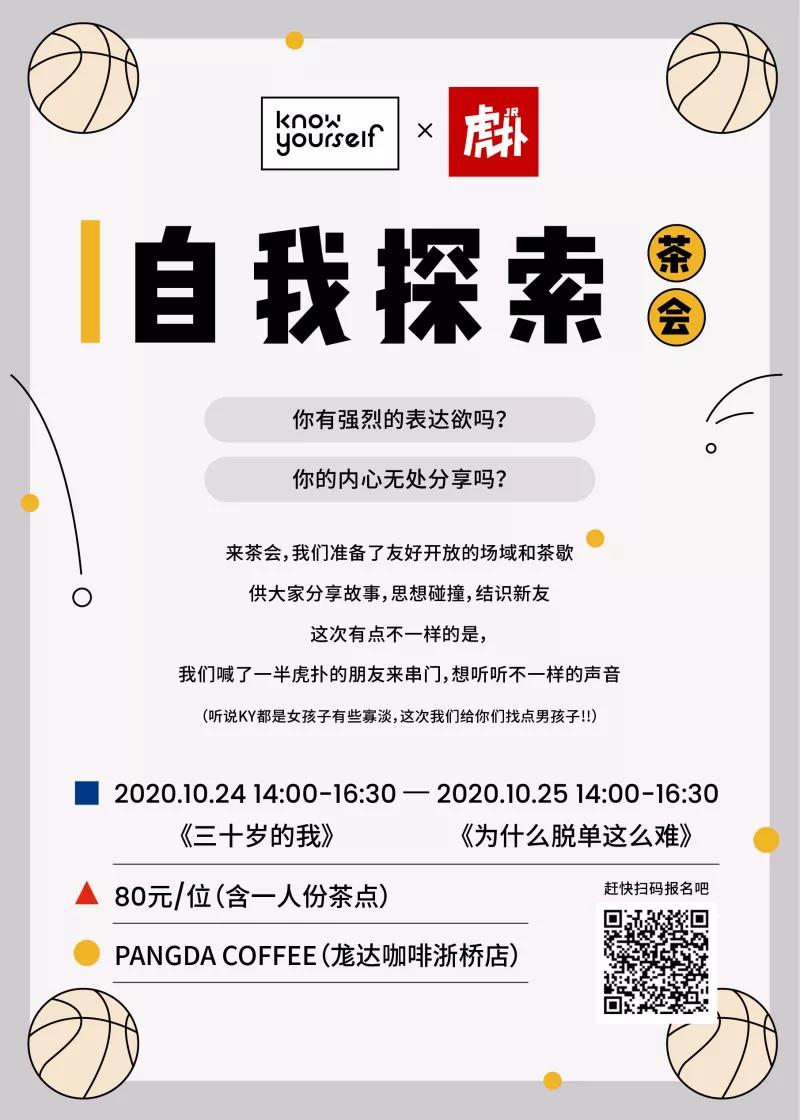 know
yourself
×
虎扑
JR
自我探索
茶
会
你有强烈的表达欲吗？
你的内心无处分享吗？
来茶会，我们准备了友好开放的场域和茶歇
供大家分享故事，思想碰撞，结识新友
这次有点不一样的是，
我们喊了一半虎扑的朋友来串门，想听听不一样的声音
（听说KY都是女孩子有些寡淡，这次我们给你们找点男孩子!!）
2020.10.24 14:00-16:30 — 2020.10.25 14:00-16:30
《三十岁的我》 《为什么脱单这么难》
80元/位（含一人份茶点）
赶快扫码报名吧
PANGDA COFFEE（尨达咖啡浙桥店）